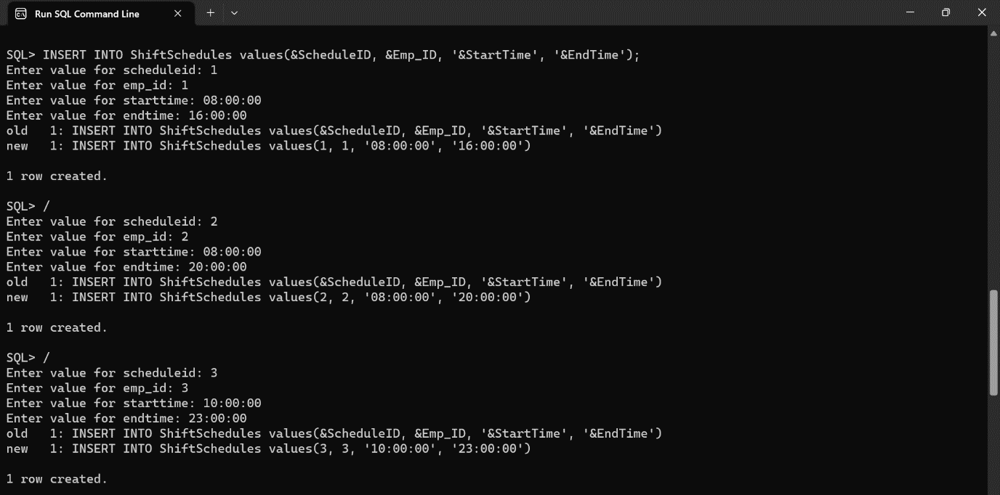 Run SQL Command Line
SQL> INSERT INTO ShiftSchedules values(&ScheduleID, &Emp_ID, '&StartTime', '&EndTime');
Enter value for scheduleid: 1
Enter value for emp_id: 1
Enter value for starttime: 08:00:00
Enter value for endtime: 16:00:00
old   1: INSERT INTO ShiftSchedules values(&ScheduleID, &Emp_ID, '&StartTime', '&EndTime')
new   1: INSERT INTO ShiftSchedules values(1, 1, '08:00:00', '16:00:00')
1 row created.
SQL> /
Enter value for scheduleid: 2
Enter value for emp_id: 2
Enter value for starttime: 08:00:00
Enter value for endtime: 20:00:00
old   1: INSERT INTO ShiftSchedules values(&ScheduleID, &Emp_ID, '&StartTime', '&EndTime')
new   1: INSERT INTO ShiftSchedules values(2, 2, '08:00:00', '20:00:00')
1 row created.
SQL> /
Enter value for scheduleid: 3
Enter value for emp_id: 3
Enter value for starttime: 10:00:00
Enter value for endtime: 23:00:00
old   1: INSERT INTO ShiftSchedules values(&ScheduleID, &Emp_ID, '&StartTime', '&EndTime')
new   1: INSERT INTO ShiftSchedules values(3, 3, '10:00:00', '23:00:00')
1 row created.